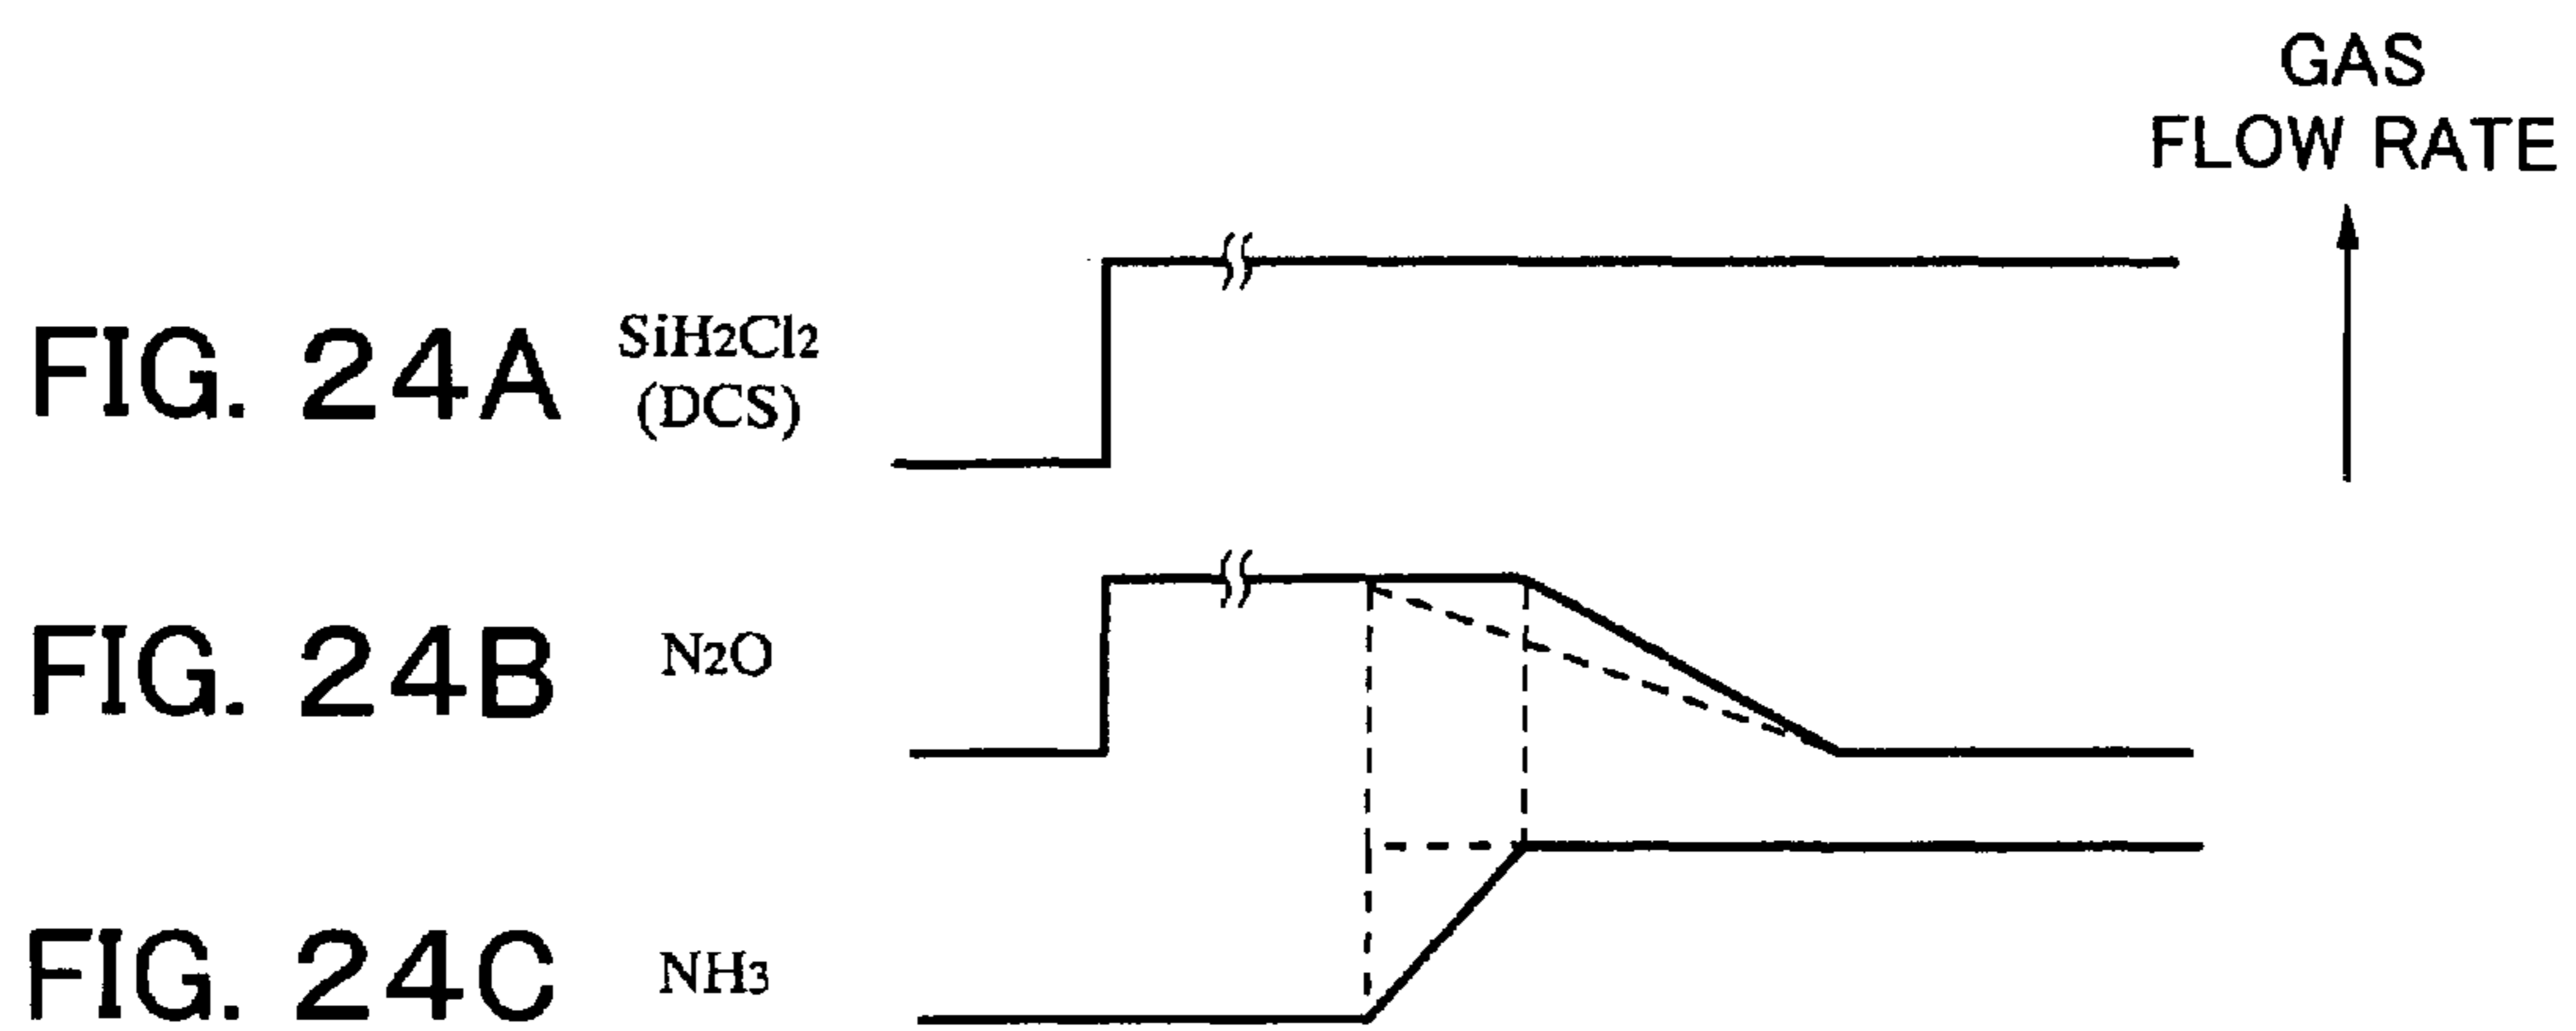 GAS
FLOW RATE
FIG. 24A
SiH2Cl2
(DCS)
FIG. 24B
N2O
FIG. 24C
NH3